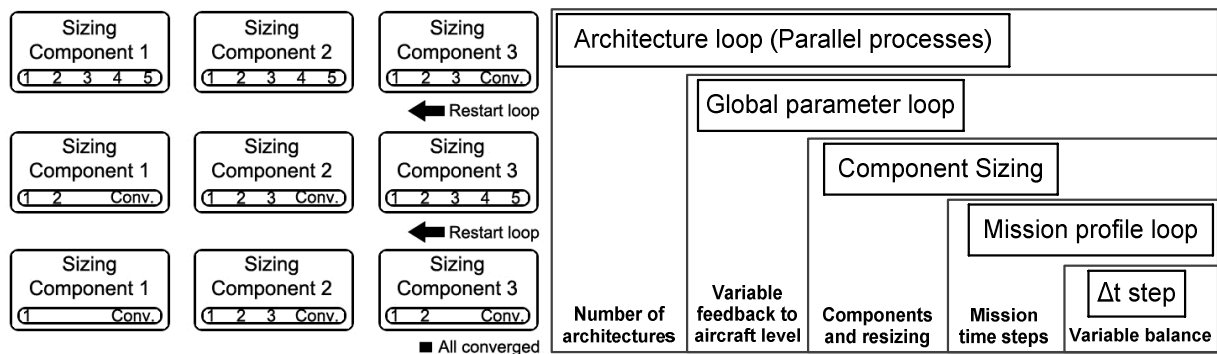 Sizing
Component 1
1 2 3 4 5
Sizing
Component 2
1 2 3 4 5
Sizing
Component 3
1 2 3 Conv.
Restart loop
Sizing
Component 1
1 2 Conv.
Sizing
Component 2
1 2 3 Conv.
Sizing
Component 3
1 2 3 4 5
Restart loop
Sizing
Component 1
1 Conv.
Sizing
Component 2
1 2 3 Conv.
Sizing
Component 3
1 2 Conv.
All converged
Architecture loop (Parallel processes)
Global parameter loop
Component Sizing
Mission profile loop
Δt step
Number of
architectures
Variable
feedback to
aircraft level
Components
and resizing
Mission
time steps
Variable balance